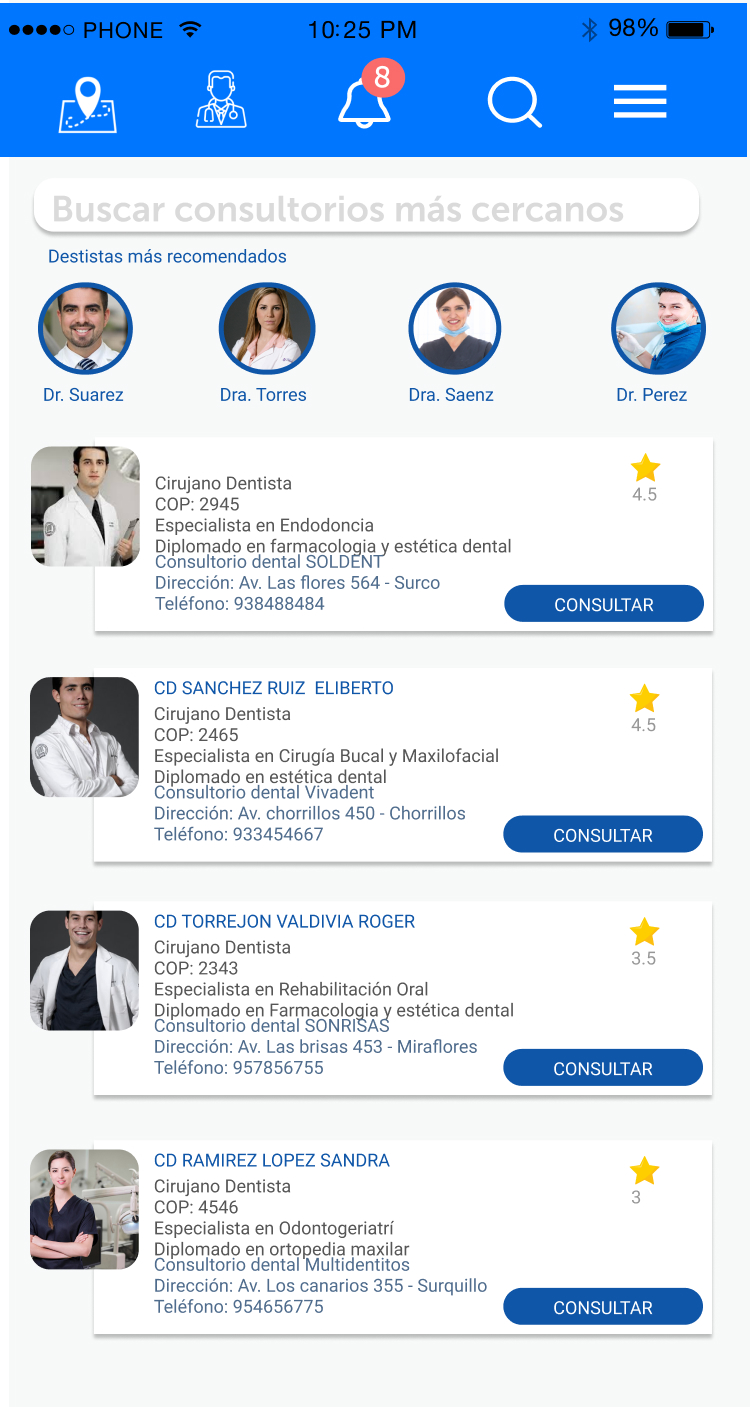 PHONE 10:25 PM 98%
8
Buscar consultorios más cercanos
Destistas más recomendados
Dr. Suarez Dra. Torres Dra. Saenz Dr. Perez
Cirujano Dentista
4.5
COP: 2945
Especialista en Endodoncia
Diplomado en farmacologia y estética dental
Consultorio dental SOLDENT
Dirección: Av. Las flores 564 - Surco
Teléfono: 938488484
CONSULTAR
CD SANCHEZ RUIZ ELIBERTO
Cirujano Dentista
4.5
COP: 2465
Especialista en Cirugía Bucal y Maxilofacial
Diplomado en estética dental
Consultorio dental Vivadent
Dirección: Av. chorrillos 450 - Chorrillos
Teléfono: 933454667
CONSULTAR
CD TORREJON VALDIVIA ROGER
Cirujano Dentista
3.5
COP: 2343
Especialista en Rehabilitación Oral
Diplomado en Farmacologia y estética dental
Consultorio dental SONRISAS
Dirección: Av. Las brisas 453 - Miraflores
Teléfono: 957856755
CONSULTAR
CD RAMIREZ LOPEZ SANDRA
Cirujano Dentista
3
COP: 4546
Especialista en Odontogeriatrí
Diplomado en ortopedia maxilar
Consultorio dental Multidentitos
Dirección: Av. Los canarios 355 - Surquillo
Teléfono: 954656775
CONSULTAR